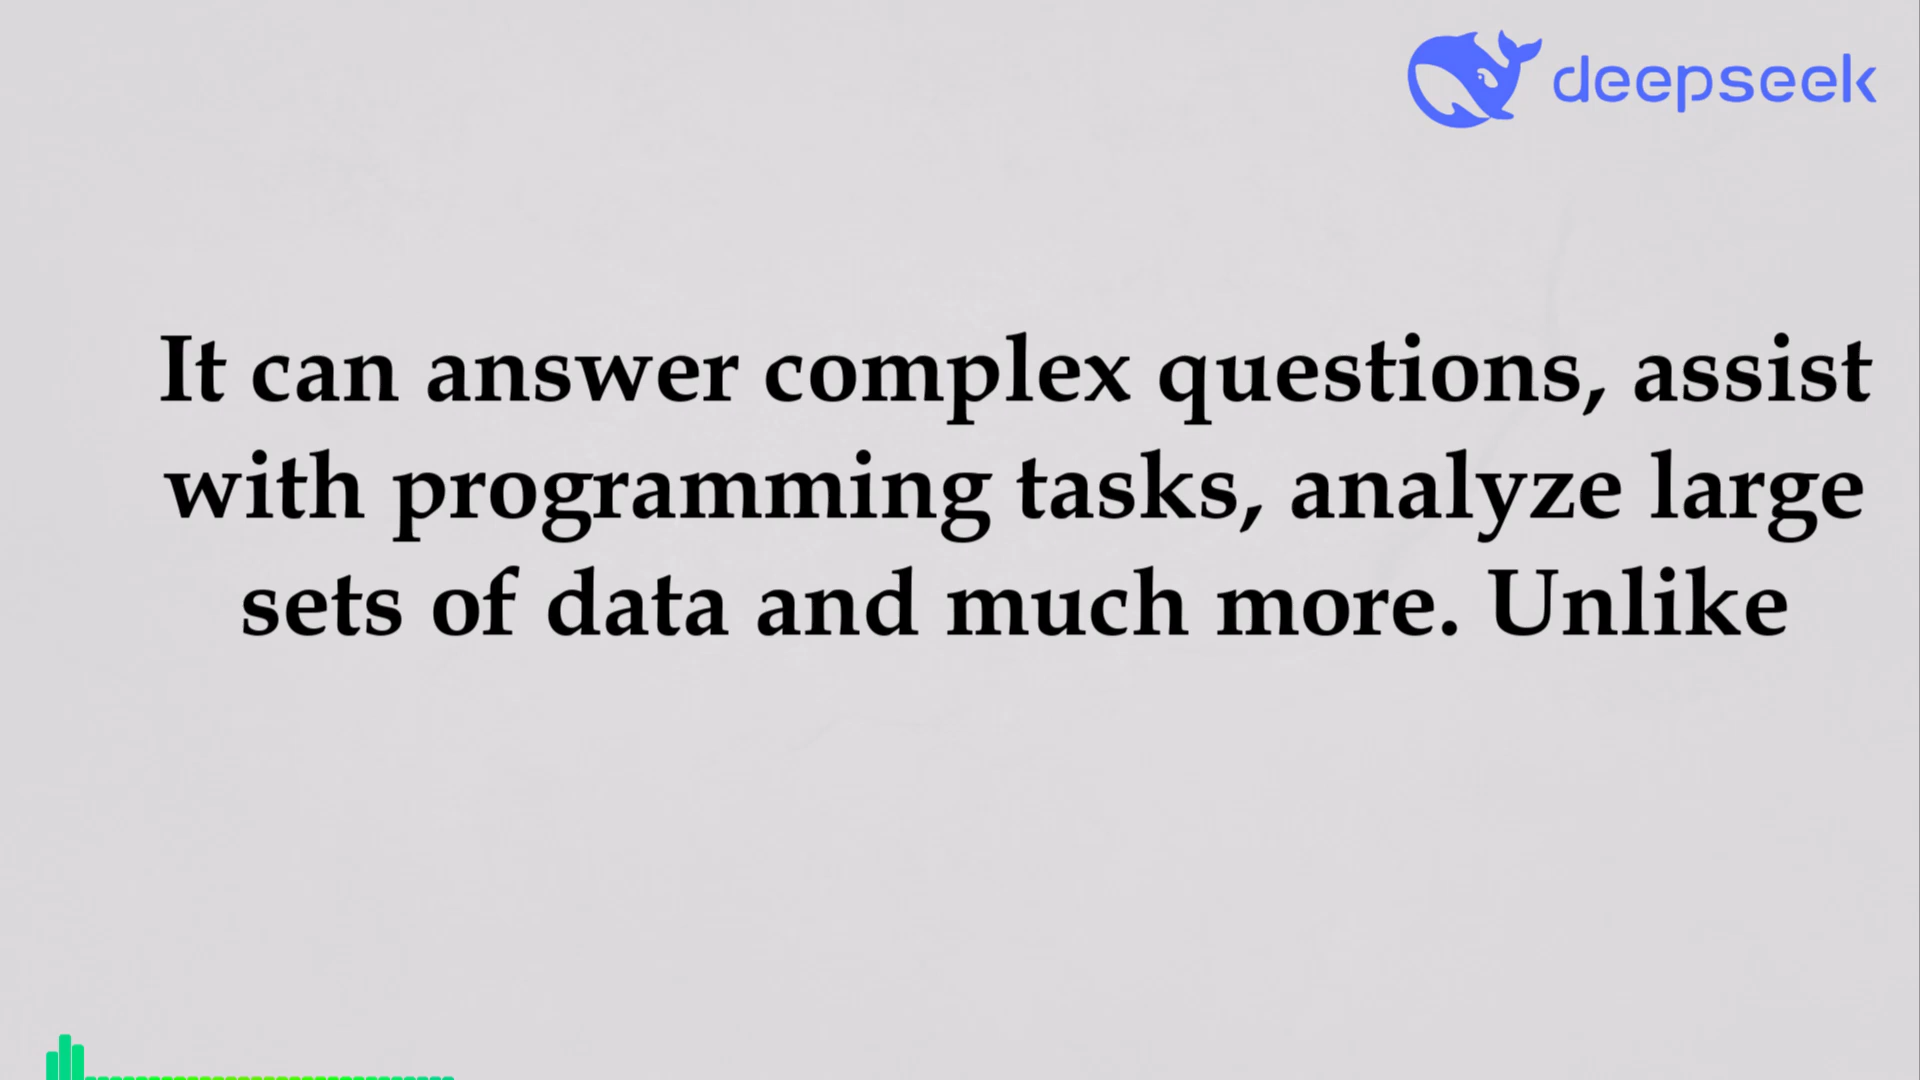 deepseek
It can answer complex questions, assist
with programming tasks, analyze large
sets of data and much more. Unlike